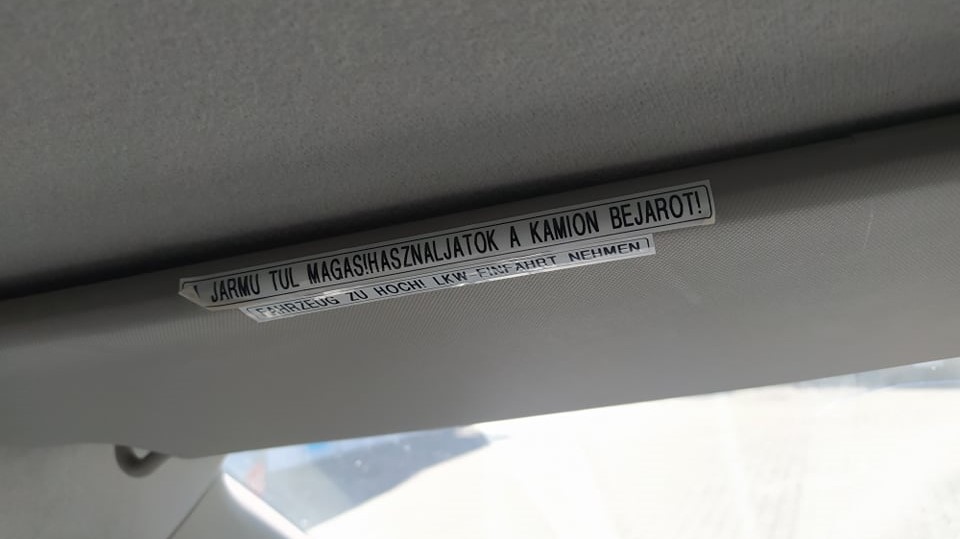 ! JARMU TUL MAGAS!HASZNALJATOK A KAMION BEJAROT!
FAHRZEUG ZU HOCH! LKW-EINFAHRT NEHMEN